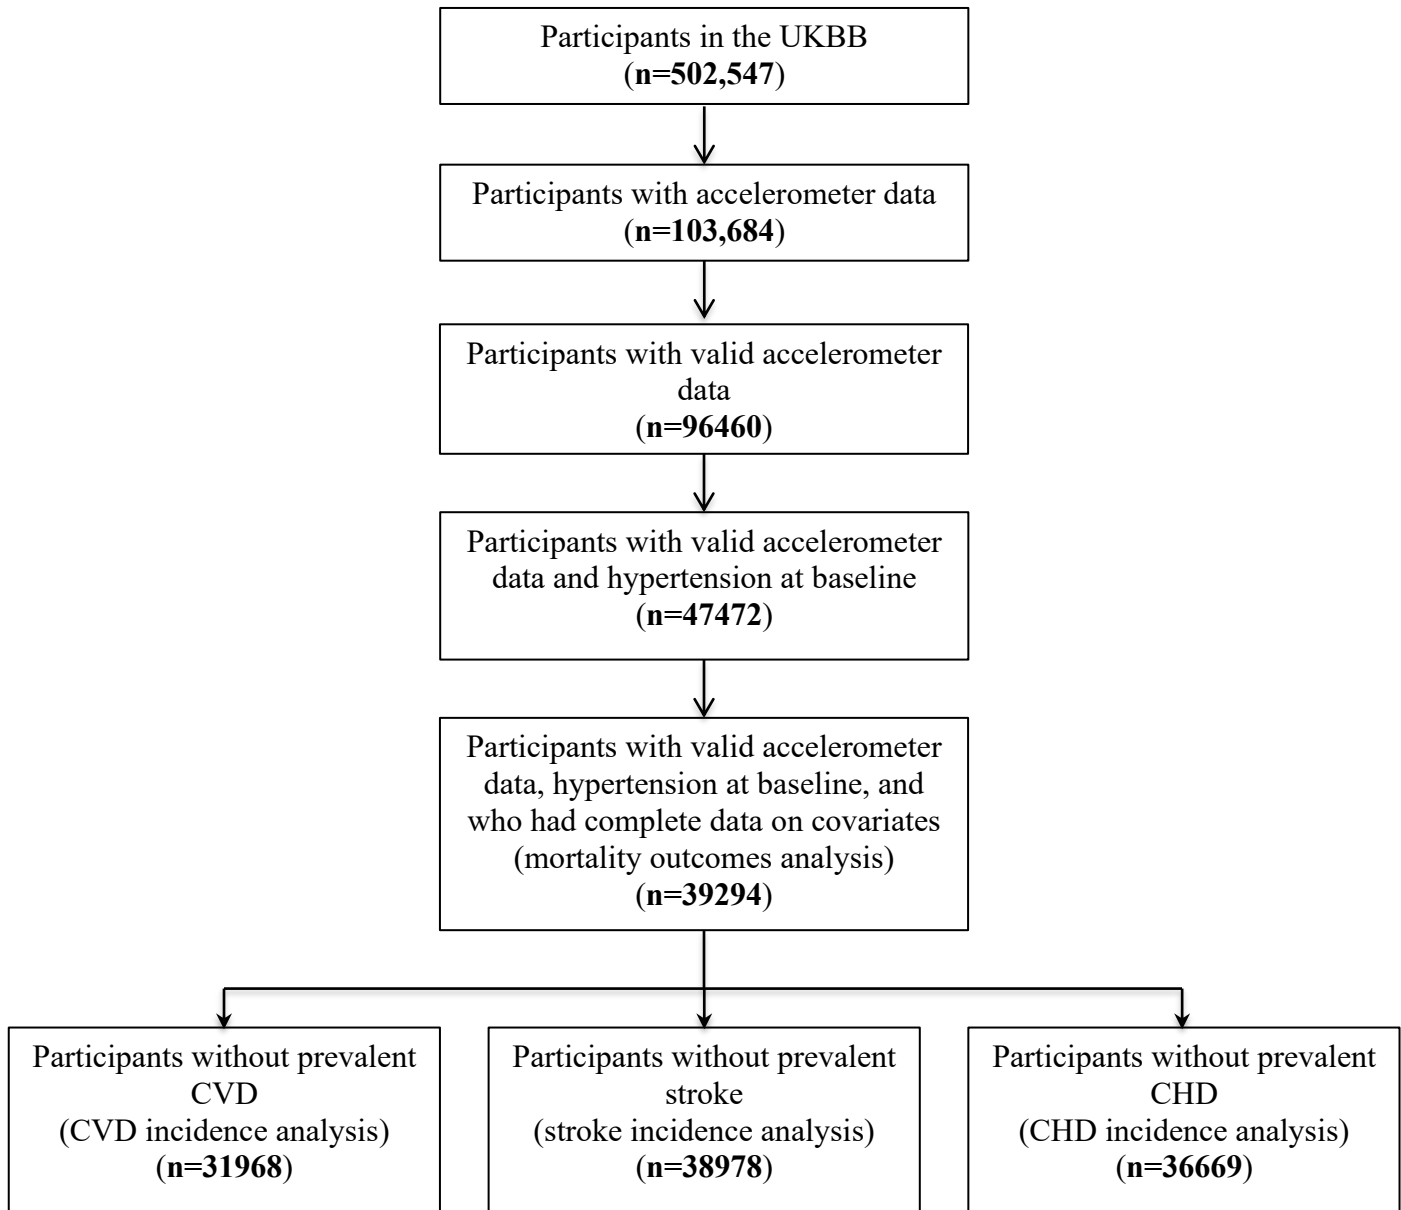 Participants in the UKBB
(n=502,547)
Participants with accelerometer data
(n=103,684)
Participants with valid accelerometer
data
(n=96460)
Participants with valid accelerometer
data and hypertension at baseline
(n=47472)
Participants with valid accelerometer
data, hypertension at baseline, and
who had complete data on covariates
(mortality outcomes analysis)
(n=39294)
Participants without prevalent
CVD
(CVD incidence analysis)
(n=31968)
Participants without prevalent
stroke
(stroke incidence analysis)
(n=38978)
Participants without prevalent
CHD
(CHD incidence analysis)
(n=36669)